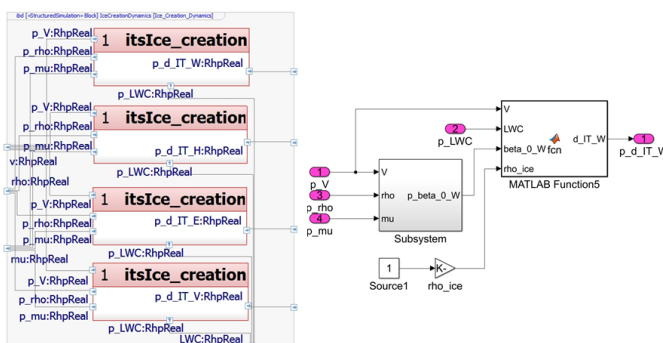 ibd [«StructuredSimulation» Block] IceCreationDynamics [Ice_Creation_Dynamics]
p_V:RhpReal
p_rho:RhpReal
p_mu:RhpReal
1 itsIce_creation
p_d_IT_W:RhpReal
p_LWC:RhpReal
p_V:RhpReal
p_rho:RhpReal
p_mu:RhpReal
1 itsIce_creation
p_d_IT_H:RhpReal
p_LWC:RhpReal
v:RhpReal
rho:RhpReal
p_V:RhpReal
p_rho:RhpReal
p_mu:RhpReal
1 itsIce_creation
p_d_IT_E:RhpReal
p_LWC:RhpReal
mu:RhpReal
p_V:RhpReal
p_rho:RhpReal
p_mu:RhpReal
1 itsIce_creation
p_d_IT_V:RhpReal
p_LWC:RhpReal
LWC:RhpReal
V
LWC
beta_0_W
rho_ice
fcn
d_IT_W
MATLAB Function5
1
p_d_IT_W
2
p_LWC
1
p_V
3
p_rho
4
p_mu
V
rho
mu
p_beta_0_W
Subsystem
1
Source1
K-
rho_ice